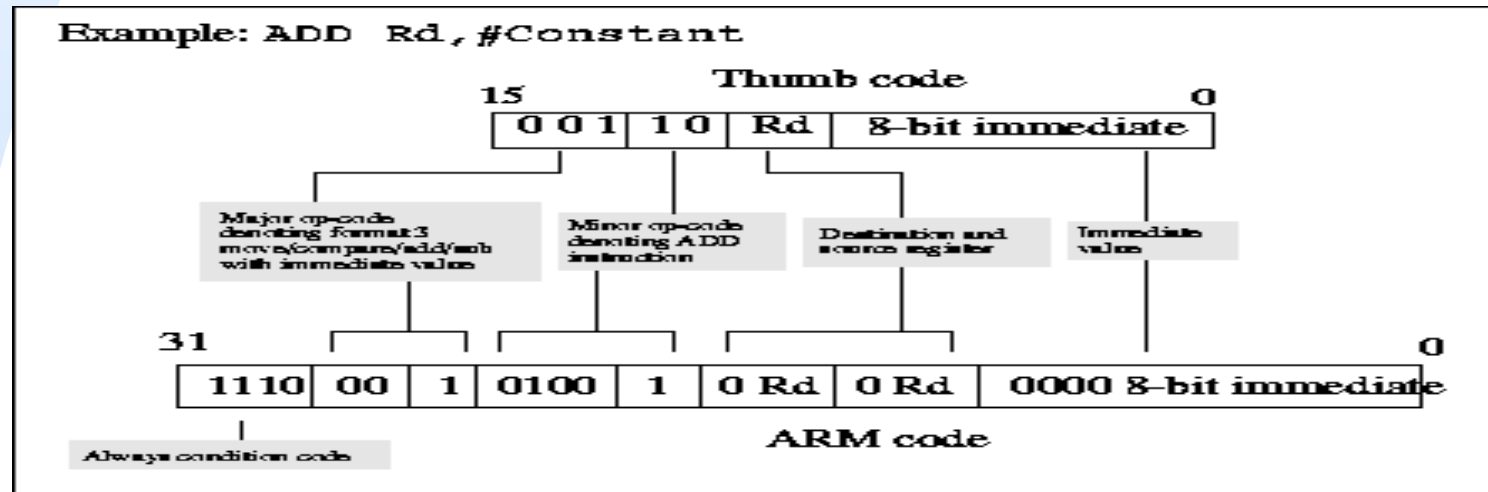 Example: ADD Rd,#Constant
Thumb code
15
0
0 0 1 1 0 Rd 8-bit immediate
Major op-code
denoting format 3
move/compare/add/sub
with immediate value
Minor op-code
denoting ADD
instruction
Destination and
source register
Immediate
value
31
0
1110 00 1 0100 1 0 Rd 0 Rd 0000 8-bit immediate
ARM code
Always condition code